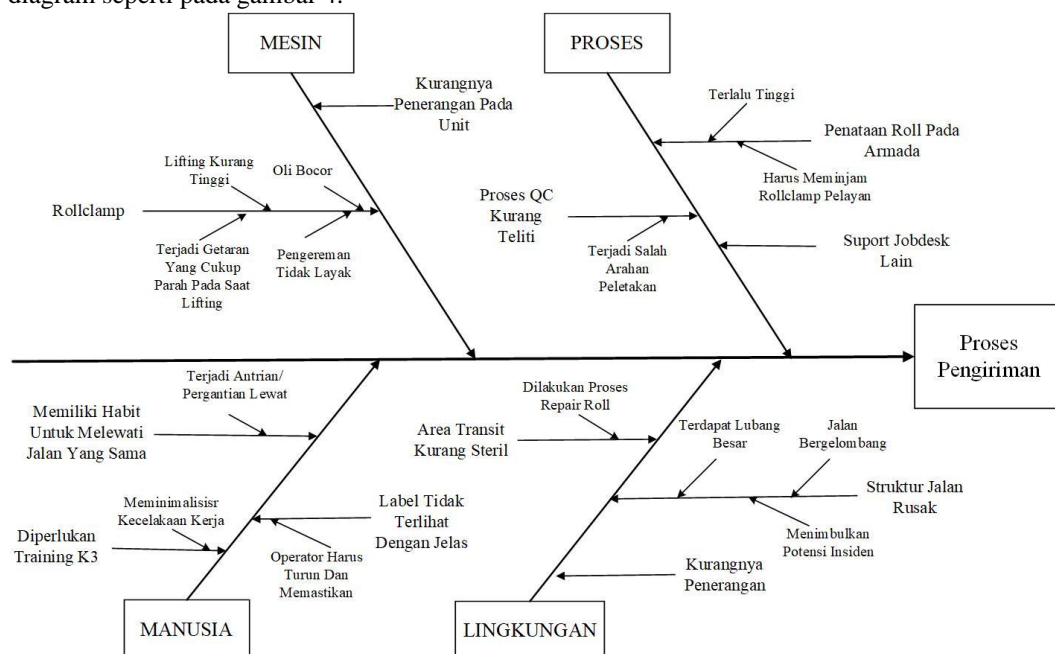 diagram seperti pada gambar 4.
MESIN
PROSES
Kurangnya
Penerangan Pada
Unit
Terlalu Tinggi
Penataan Roll Pada
Armada
Harus Meminjam
Rollclamp Pelayan
Lifting Kurang
Tinggi
Oli Bocor
Rollclamp
Terjadi Getaran
Yang Cukup
Parah Pada Saat
Lifting
Pengereman
Tidak Layak
Proses QC
Kurang
Teliti
Terjadi Salah
Arahan
Peletakan
Suport Jobdesk
Lain
Proses
Pengiriman
Terjadi Antrian/
Pergantian Lewat
Memiliki Habit
Untuk Melewati
Jalan Yang Sama
Meminimalisisr
Kecelakaan Kerja
Diperlukan
Training K3
Label Tidak
Terlihat
Dengan Jelas
Operator Harus
Turun Dan
Memastikan
MANUSIA
Dilakukan Proses
Repair Roll
Area Transit
Kurang Steril
Terdapat Lubang
Besar
Jalan
Bergelombang
Struktur Jalan
Rusak
Menimbulkan
Potensi Insiden
Kurangnya
Penerangan
LINGKUNGAN